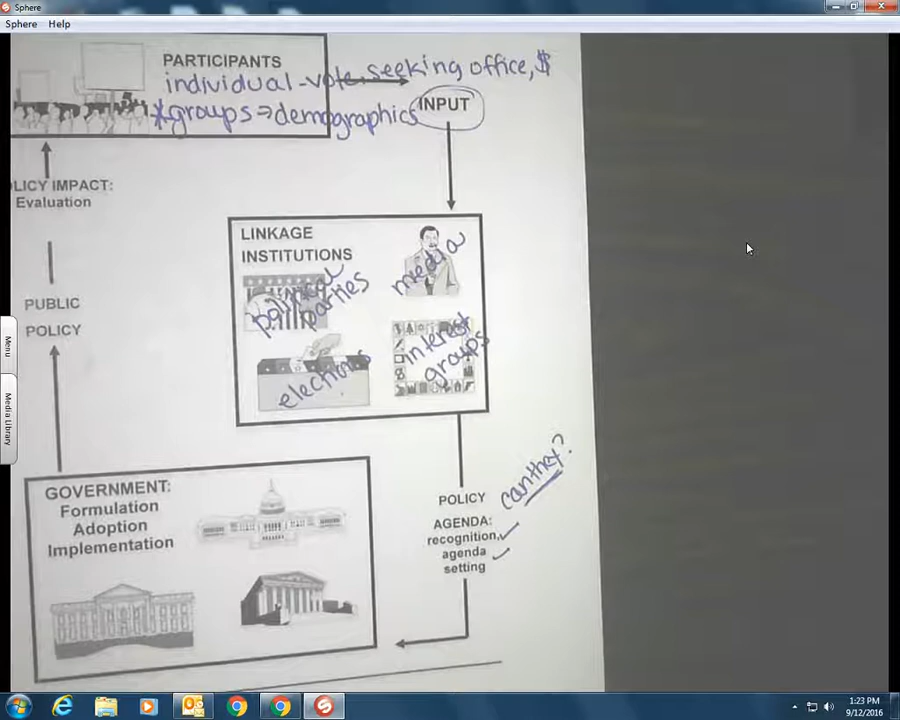 Sphere
Sphere Help
PARTICIPANTS
individual - vote, seeking office, $
*groups → demographics
INPUT
LICY IMPACT:
Evaluation
LINKAGE
INSTITUTIONS
political
parties
media
elections
interest
groups
PUBLIC
POLICY
Menu
Media Library
GOVERNMENT:
Formulation
Adoption
Implementation
POLICY
AGENDA:
recognition,
agenda
setting
can they?
1:23 PM
9/12/2016